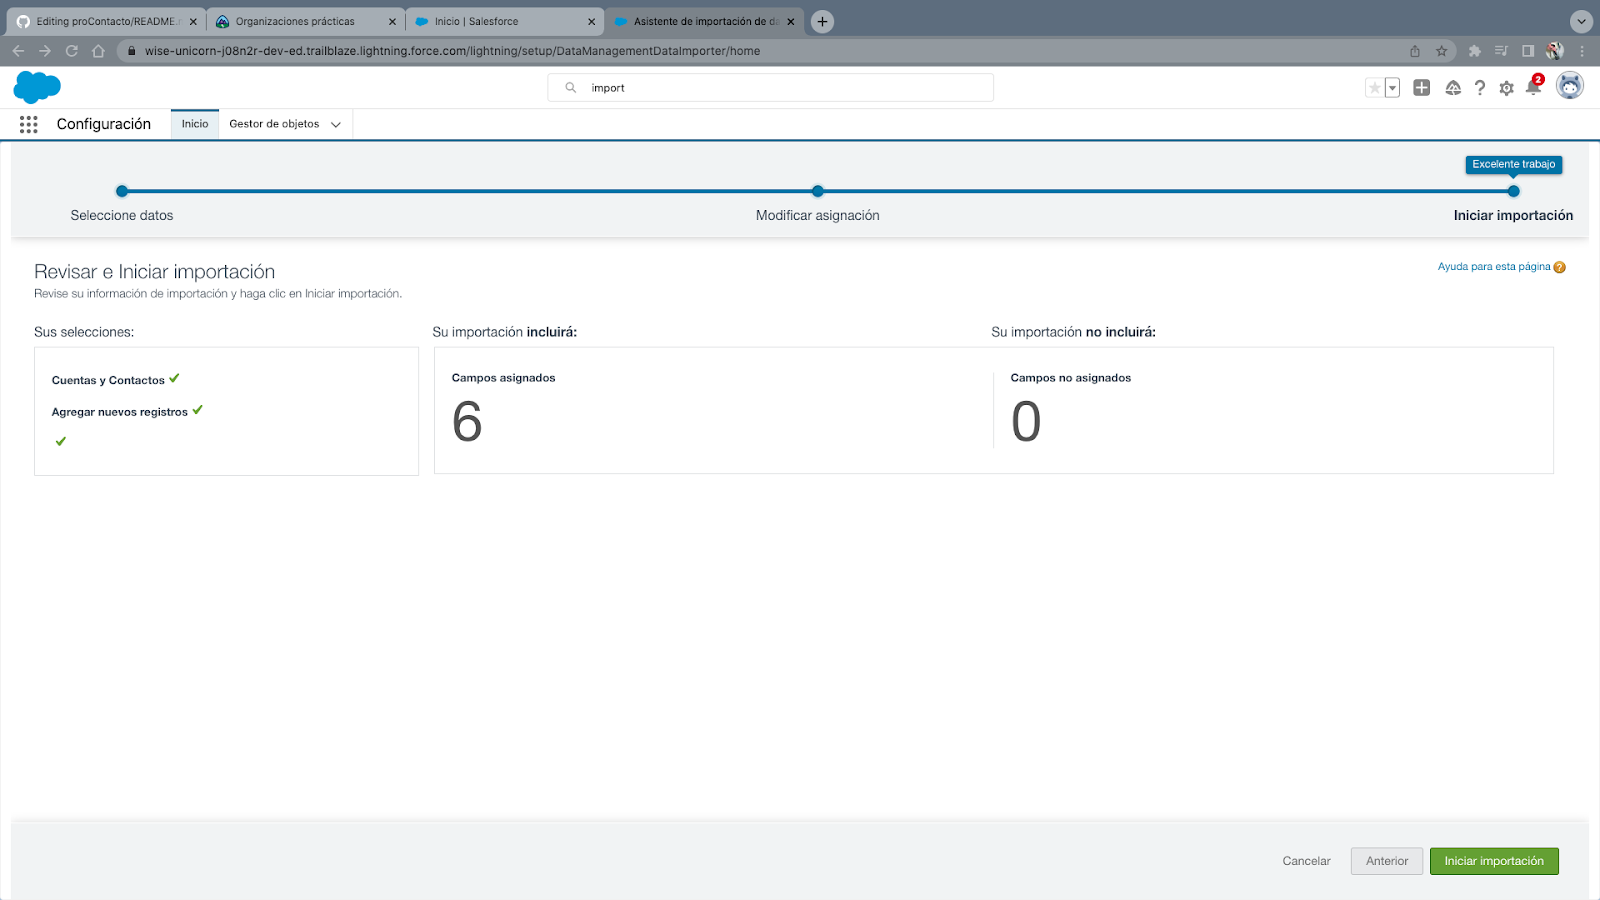 Editing proContacto/README.
Organizaciones prácticas
Inicio | Salesforce
Asistente de importación de da
wise-unicorn-j08n2r-dev-ed.trailblaze.lightning.force.com/lightning/setup/DataManagementDataImporter/home
import
2
Configuración
Inicio
Gestor de objetos
Excelente trabajo
Seleccione datos
Modificar asignación
Iniciar importación
Revisar e Iniciar importación
Ayuda para esta página ?
Revise su información de importación y haga clic en Iniciar importación.
Sus selecciones:
Su importación incluirá:
Su importación no incluirá:
Cuentas y Contactos
Agregar nuevos registros
Campos asignados
6
Campos no asignados
0
Cancelar
Anterior
Iniciar importación